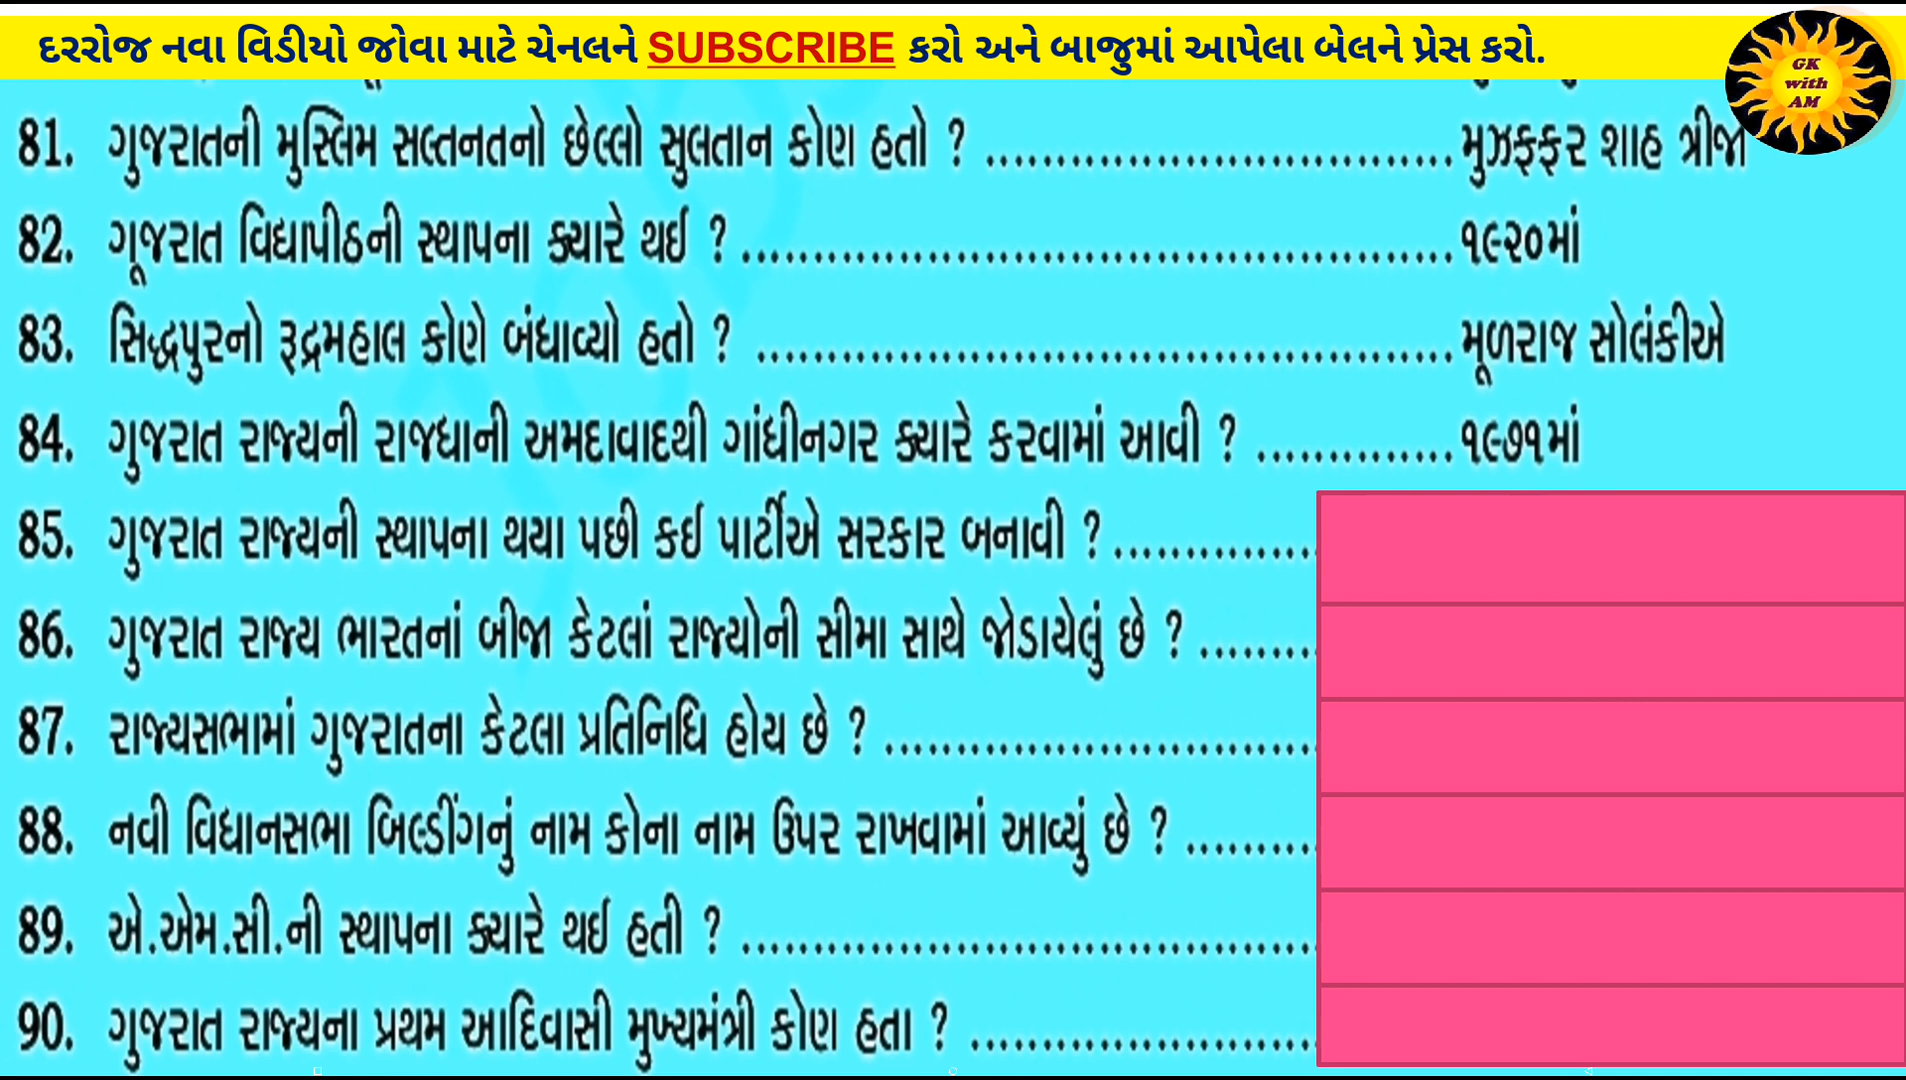 દરરોજ નવા વિડીયો જોવા માટે ચેનલને SUBSCRIBE કરો અને બાજુમાં આપેલા બેલને પ્રેસ કરો.
GK
with
AM
81. ગુજરાતની મુસ્લિમ સલ્તનતનો છેલ્લો સુલતાન કોણ હતો ? ................................. મુઝફ્ફર શાહ ત્રીજા
82. ગૂજરાત વિદ્યાપીઠની સ્થાપના ક્યારે થઈ ? .................................................. ૧૯૨૦માં
83. સિદ્ધપુરનો રૂદ્રમહાલ કોણે બંધાવ્યો હતો ? ................................................. મૂળરાજ સોલંકીએ
84. ગુજરાત રાજ્યની રાજધાની અમદાવાદથી ગાંધીનગર ક્યારે કરવામાં આવી ? .............. ૧૯૭૧માં
85. ગુજરાત રાજ્યની સ્થાપના થયા પછી કઈ પાર્ટીએ સરકાર બનાવી ? ...............
86. ગુજરાત રાજ્ય ભારતનાં બીજા કેટલાં રાજ્યોની સીમા સાથે જોડાયેલું છે ? .........
87. રાજ્યસભામાં ગુજરાતના કેટલા પ્રતિનિધિ હોય છે ? ...............................
88. નવી વિધાનસભા બિલ્ડીંગનું નામ કોના નામ ઉપર રાખવામાં આવ્યું છે ? ..........
89. એ.એમ.સી.ની સ્થાપના ક્યારે થઈ હતી ? .........................................
90. ગુજરાત રાજ્યના પ્રથમ આદિવાસી મુખ્યમંત્રી કોણ હતા ? .........................